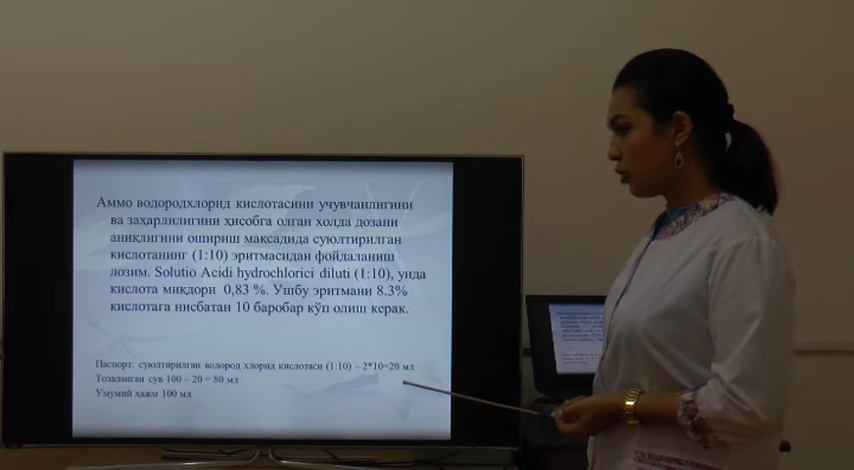 Аммо водородхлорид кислотасини учувчанлигини
ва заҳарлилигини ҳисобга олган холда дозани
аниқлигини ошириш мақсадида суюлтирилган
кислотанинг (1:10) эритмасидан фойдаланиш
лозим. Solutio Acidi hydrochlorici diluti (1:10), унда
кислота миқдори 0,83 %. Ушбу эритмани 8.3%
кислотага нисбатан 10 баробар кўп олиш керак.
Паспорт: суюлтирилган водород хлорид кислотаси (1:10) – 2*10=20 мл
Тозаланган сув 100 – 20 = 80 мл
Умумий ҳажм 100 мл